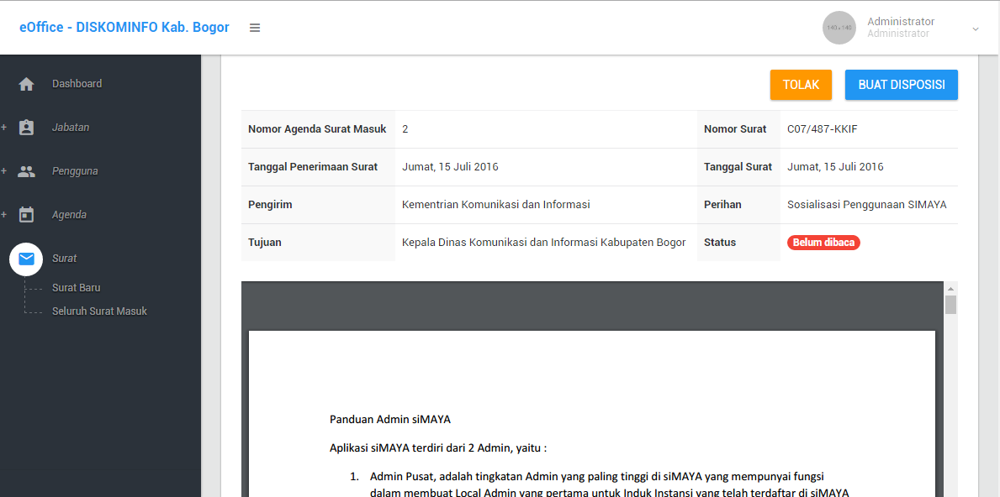 eOffice - DISKOMINFO Kab. Bogor
140 x 140
Administrator
Administrator
Dashboard
+ Jabatan
+ Pengguna
+ Agenda
Surat
Surat Baru
Seluruh Surat Masuk
TOLAK BUAT DISPOSISI
Nomor Agenda Surat Masuk 2 Nomor Surat C07/487-KKIF
Tanggal Penerimaan Surat Jumat, 15 Juli 2016 Tanggal Surat Jumat, 15 Juli 2016
Pengirim Kementrian Komunikasi dan Informasi Perihan Sosialisasi Penggunaan SIMAYA
Tujuan Kepala Dinas Komunikasi dan Informasi Kabupaten Bogor Status Belum dibaca
Panduan Admin siMAYA
Aplikasi siMAYA terdiri dari 2 Admin, yaitu :
1. Admin Pusat, adalah tingkatan Admin yang paling tinggi di siMAYA yang mempunyai fungsi
dalam membuat Local Admin yang pertama untuk Induk Instansi yang telah terdaftar di siMAYA